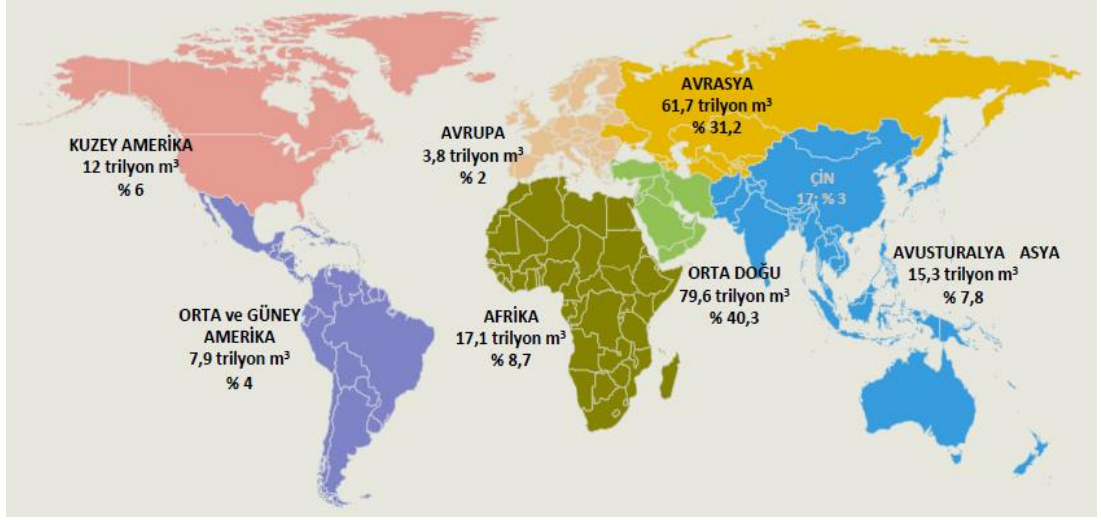 KUZEY AMERİKA
12 trilyon m³
% 6
AVRUPA
3,8 trilyon m³
% 2
AVRASYA
61,7 trilyon m³
% 31,2
ÇİN
17; % 3
AVUSTURALYA ASYA
15,3 trilyon m³
% 7,8
ORTA DOĞU
79,6 trilyon m³
% 40,3
AFRİKA
17,1 trilyon m³
% 8,7
ORTA ve GÜNEY
AMERİKA
7,9 trilyon m³
% 4